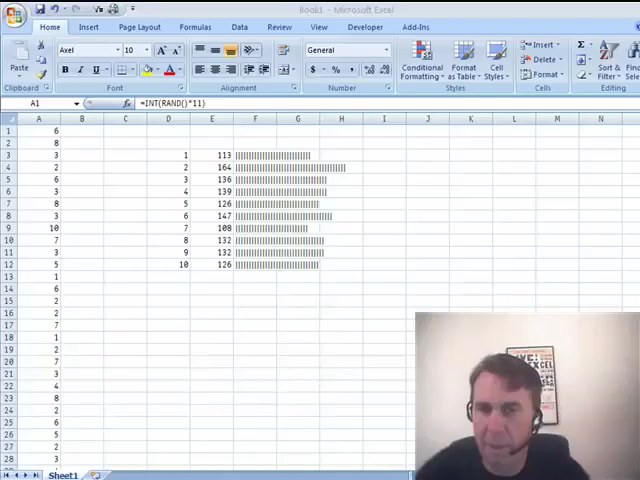 Book1 - Microsoft Excel
Home Insert Page Layout Formulas Data Review View Developer Add-Ins
Axel 10 General Insert
Paste B I U $ % , Conditional Formatting Format as Table Cell Styles Delete Format Sort & Filter
Clipboard Font Alignment Number Styles Cells
A1 fx =INT(RAND()*11)
A B C D E F G H I J K L M N
1 6
2 8
3 3 1 113
4 2 2 164
5 6 3 136
6 3 4 139
7 8 5 126
8 3 6 147
9 10 7 108
10 7 8 132
11 3 9 132
12 5 10 126
13 1
14 6
15 2
16 2
17 7
18 1
19 2
20 7
21 3
22 4
23 8
24 2
25 6
26 5
27 2
28 3
Sheet1